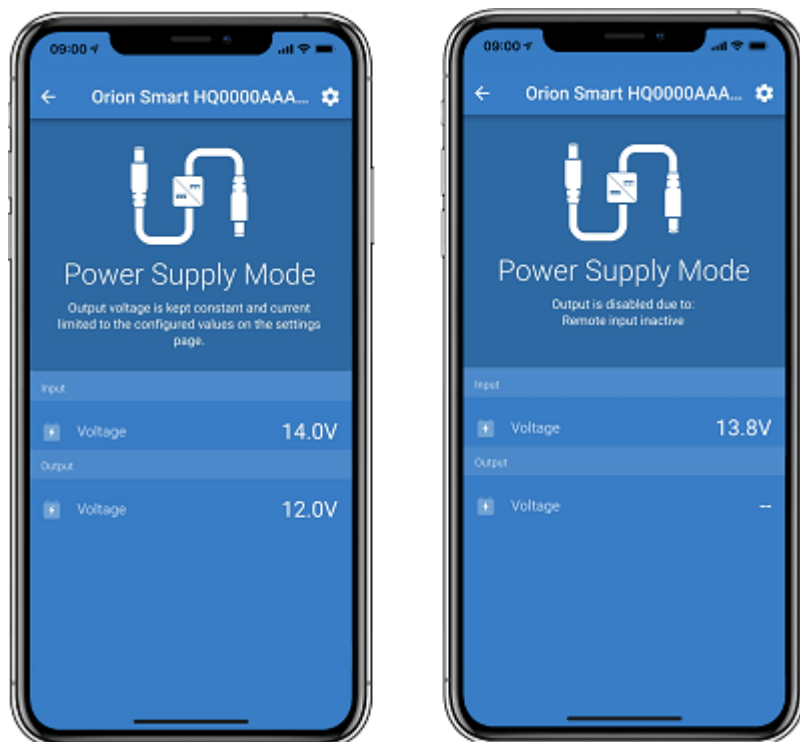 09:00
Orion Smart HQ0000AAA...
Power Supply Mode
Output voltage is kept constant and current
limited to the configured values on the settings
page.
Input
Voltage 14.0V
Output
Voltage 12.0V
09:00
Orion Smart HQ0000AAA...
Power Supply Mode
Output is disabled due to:
Remote input inactive
Input
Voltage 13.8V
Output
Voltage --